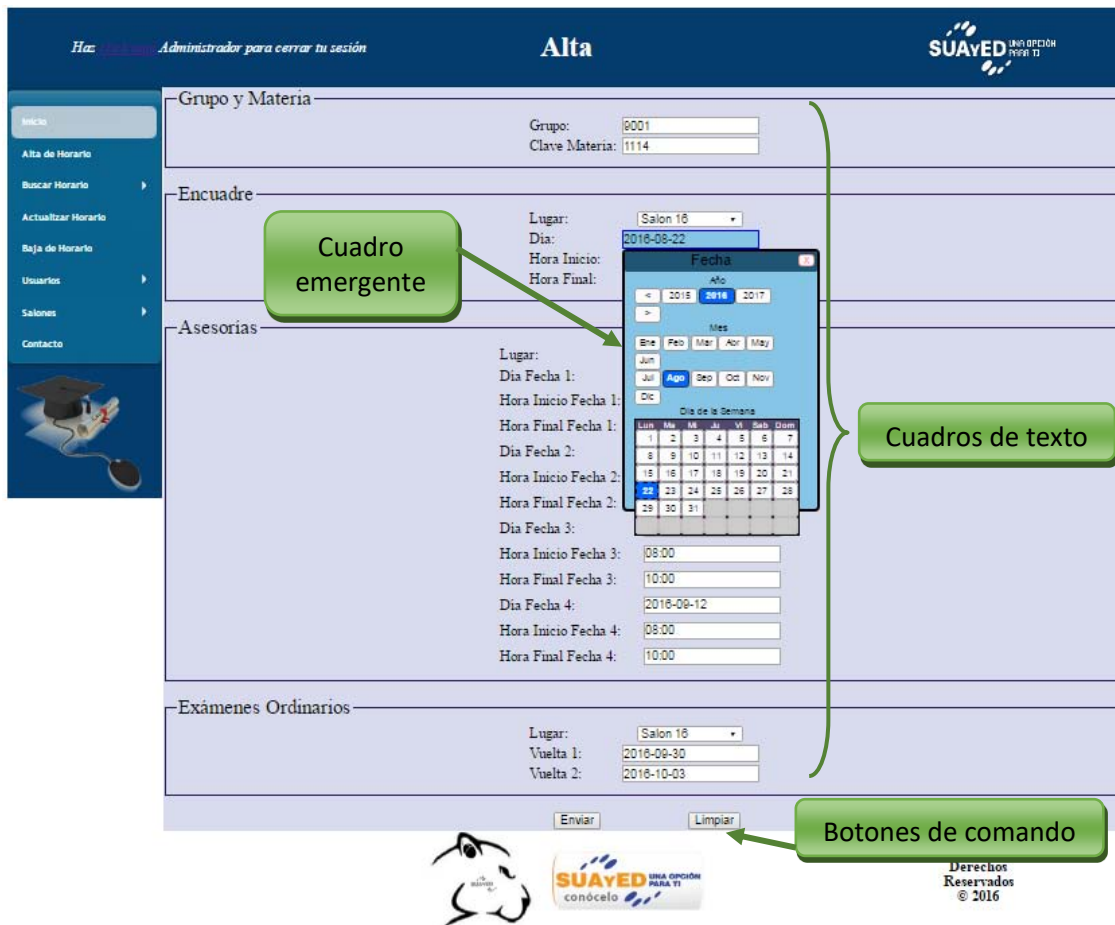 Haz Administrador para cerrar tu sesión
Alta
SUAyED UNA OPCIÓN PARA TI
Inicio
Alta de Horario
Buscar Horario
Actualizar Horario
Baja de Horario
Usuarios
Salones
Contacto
Grupo y Materia
Grupo: 9001
Clave Materia: 1114
Encuadre
Lugar: Salon 16
Dia: 2016-08-22
Hora Inicio:
Hora Final:
Cuadro
emergente
Fecha X
Año
< 2015 2016 2017
>
Mes
Ene Feb Mar Abr May
Jun
Jul Ago Sep Oct Nov
Dic
Dia de la Semana
Lun Ma Mi Ju Vi Sab Dom
1 2 3 4 5 6 7
8 9 10 11 12 13 14
15 16 17 18 19 20 21
22 23 24 25 26 27 28
29 30 31
Asesorías
Lugar:
Dia Fecha 1:
Hora Inicio Fecha 1:
Hora Final Fecha 1:
Dia Fecha 2:
Hora Inicio Fecha 2:
Hora Final Fecha 2:
Dia Fecha 3:
Hora Inicio Fecha 3: 08:00
Hora Final Fecha 3: 10:00
Dia Fecha 4: 2016-09-12
Hora Inicio Fecha 4: 08:00
Hora Final Fecha 4: 10:00
Cuadros de texto
Exámenes Ordinarios
Lugar: Salon 16
Vuelta 1: 2016-09-30
Vuelta 2: 2016-10-03
Enviar Limpiar
Botones de comando
SUAyED UNA OPCIÓN PARA TI
conócelo
Derechos
Reservados
© 2016